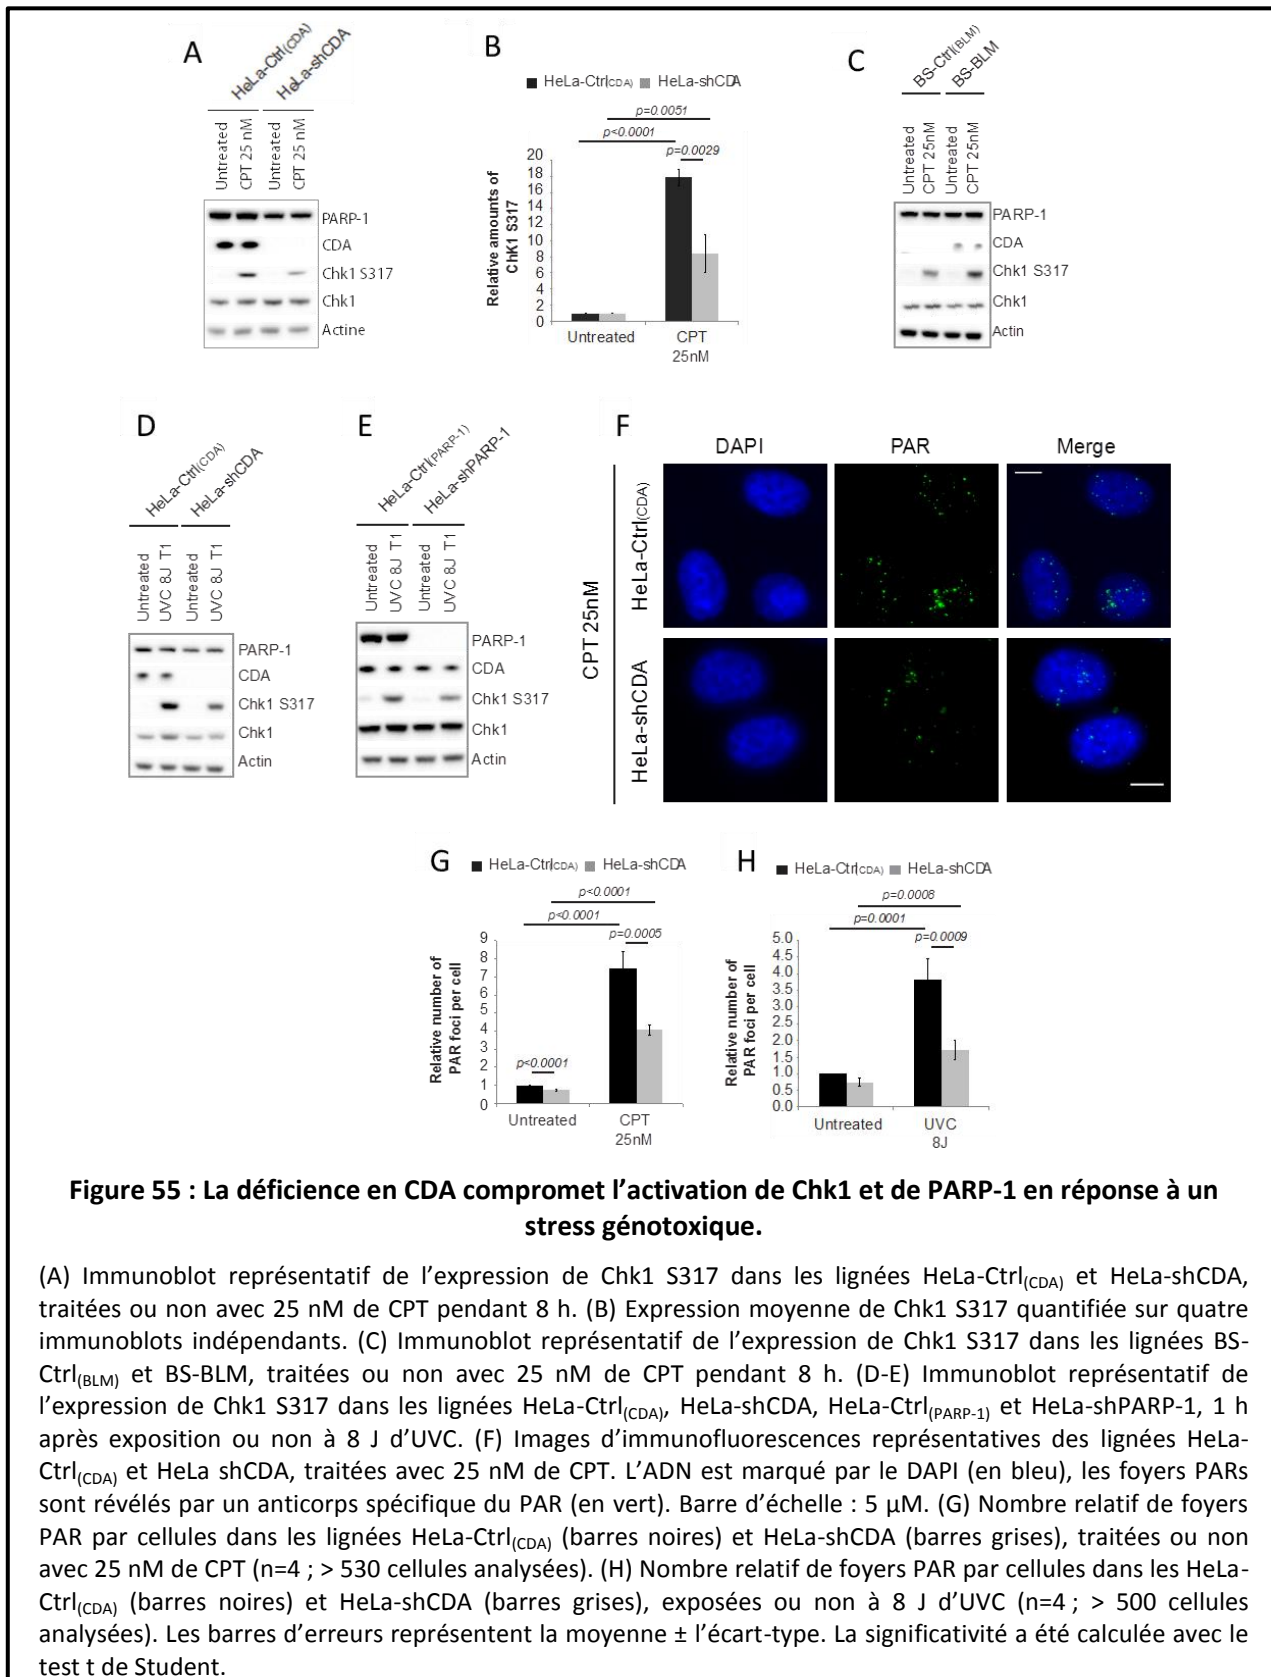 A
HeLa-Ctrl(CDA)
HeLa-shCDA
Untreated
CPT 25 nM
Untreated
CPT 25 nM
PARP-1
CDA
Chk1 S317
Chk1
Actine
B
HeLa-Ctrl(CDA) HeLa-shCDA
p=0.0051
p<0.0001
p=0.0029
Relative amounts of
ChK1 S317
20
18
16
14
12
10
8
6
4
2
0
Untreated
CPT
25nM
C
BS-Ctrl(BLM)
BS-BLM
Untreated
CPT 25nM
Untreated
CPT 25nM
PARP-1
CDA
Chk1 S317
Chk1
Actin
D
HeLa-Ctrl(CDA)
HeLa-shCDA
Untreated
UVC 8J T1
Untreated
UVC 8J T1
PARP-1
CDA
Chk1 S317
Chk1
Actin
E
HeLa-Ctrl(PARP-1)
HeLa-shPARP-1
Untreated
UVC 8J T1
Untreated
UVC 8J T1
PARP-1
CDA
Chk1 S317
Chk1
Actin
F
DAPI PAR Merge
CPT 25nM
HeLa-Ctrl(CDA)
HeLa-shCDA
G
HeLa-Ctrl(CDA) HeLa-shCDA
p<0.0001
p<0.0001
p=0.0005
p<0.0001
Relative number of
PAR foci per cell
9
8
7
6
5
4
3
2
1
0
Untreated
CPT
25nM
H
HeLa-Ctrl(CDA) HeLa-shCDA
p=0.0008
p=0.0001
p=0.0009
Relative number of
PAR foci per cell
5.0
4.5
4.0
3.5
3.0
2.5
2.0
1.5
1.0
0.5
0.0
Untreated
UVC
8J
Figure 55 : La déficience en CDA compromet l’activation de Chk1 et de PARP-1 en réponse à un
stress génotoxique.
(A) Immunoblot représentatif de l’expression de Chk1 S317 dans les lignées HeLa-Ctrl(CDA) et HeLa-shCDA,
traitées ou non avec 25 nM de CPT pendant 8 h. (B) Expression moyenne de Chk1 S317 quantifiée sur quatre
immunoblots indépendants. (C) Immunoblot représentatif de l’expression de Chk1 S317 dans les lignées BS-
Ctrl(BLM) et BS-BLM, traitées ou non avec 25 nM de CPT pendant 8 h. (D-E) Immunoblot représentatif de
l’expression de Chk1 S317 dans les lignées HeLa-Ctrl(CDA), HeLa-shCDA, HeLa-Ctrl(PARP-1) et HeLa-shPARP-1, 1 h
après exposition ou non à 8 J d’UVC. (F) Images d’immunofluorescences représentatives des lignées HeLa-
Ctrl(CDA) et HeLa shCDA, traitées avec 25 nM de CPT. L’ADN est marqué par le DAPI (en bleu), les foyers PARs
sont révélés par un anticorps spécifique du PAR (en vert). Barre d’échelle : 5 µM. (G) Nombre relatif de foyers
PAR par cellules dans les lignées HeLa-Ctrl(CDA) (barres noires) et HeLa-shCDA (barres grises), traitées ou non
avec 25 nM de CPT (n=4 ; > 530 cellules analysées). (H) Nombre relatif de foyers PAR par cellules dans les HeLa-
Ctrl(CDA) (barres noires) et HeLa-shCDA (barres grises), exposées ou non à 8 J d’UVC (n=4 ; > 500 cellules
analysées). Les barres d’erreurs représentent la moyenne ± l’écart-type. La significativité a été calculée avec le
test t de Student.